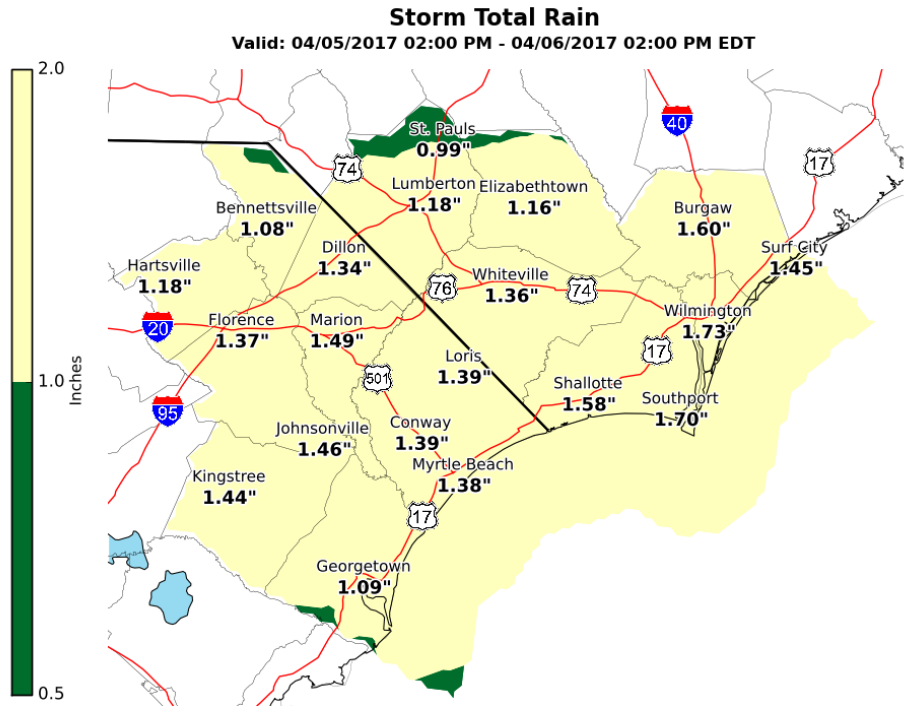 Storm Total Rain
Valid: 04/05/2017 02:00 PM - 04/06/2017 02:00 PM EDT
2.0
1.0
0.5
Inches
40
17
St. Pauls
0.99"
74
Lumberton
1.18"
Elizabethtown
1.16"
Bennettsville
1.08"
Burgaw
1.60"
Dillon
1.34"
Surf City
1.45"
Hartsville
1.18"
Whiteville
1.36"
76
74
20
Florence
1.37"
Marion
1.49"
Wilmington
1.73"
17
Loris
1.39"
501
Shallotte
1.58"
Southport
1.70"
95
Johnsonville
1.46"
Conway
1.39"
Myrtle Beach
1.38"
Kingstree
1.44"
17
Georgetown
1.09"